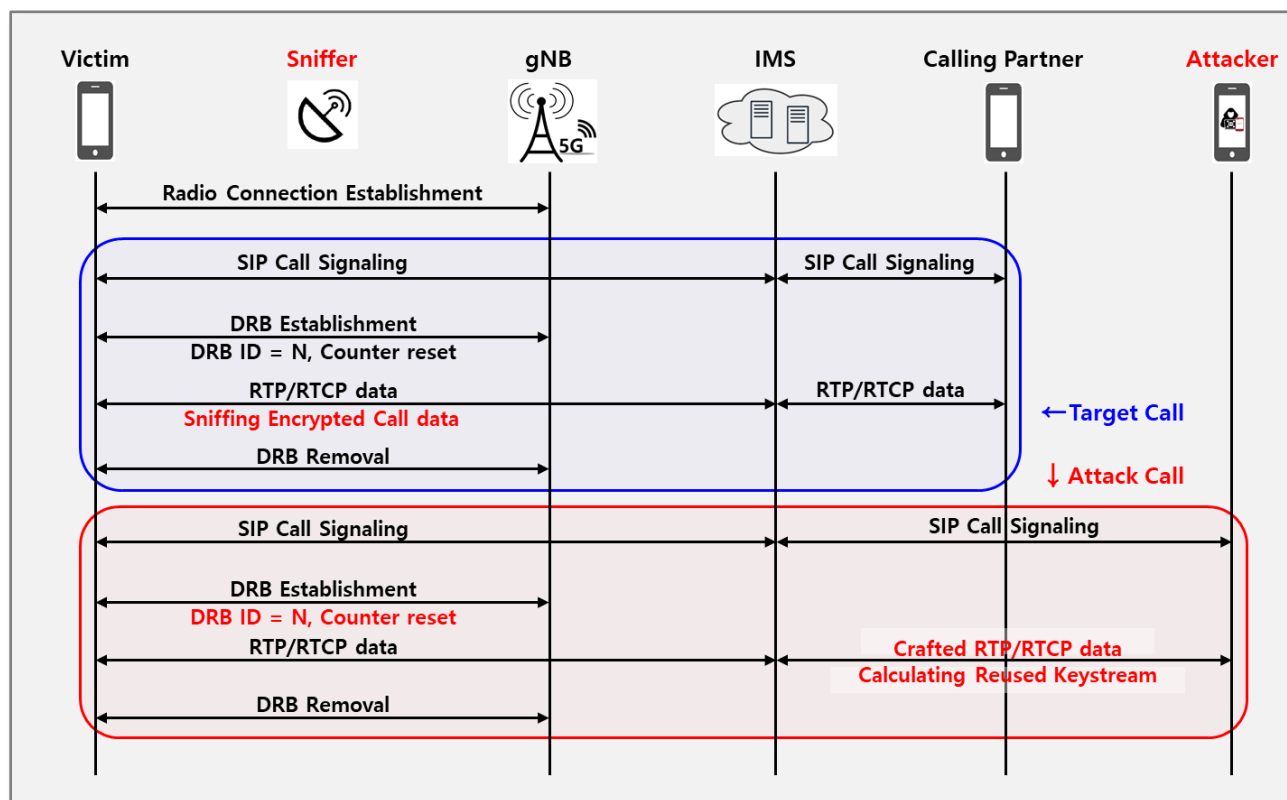 Victim
Sniffer
gNB
IMS
Calling Partner
Attacker
5G
Radio Connection Establishment
SIP Call Signaling
SIP Call Signaling
DRB Establishment
DRB ID = N, Counter reset
RTP/RTCP data
RTP/RTCP data
Sniffing Encrypted Call data
←Target Call
DRB Removal
↓ Attack Call
SIP Call Signaling
SIP Call Signaling
DRB Establishment
DRB ID = N, Counter reset
RTP/RTCP data
Crafted RTP/RTCP data
Calculating Reused Keystream
DRB Removal